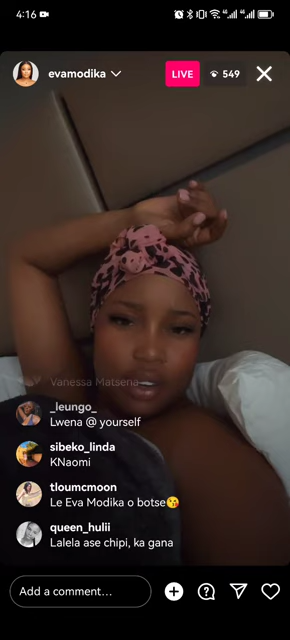 4:16
evamodika
LIVE
549
Vanessa Matseria
_leungo_
Lwena @ yourself
sibeko_linda
KNaomi
tloumcmoon
Le Eva Modika o botse😘
queen_hulii
Lalela ase chipi, ka gana
Add a comment...